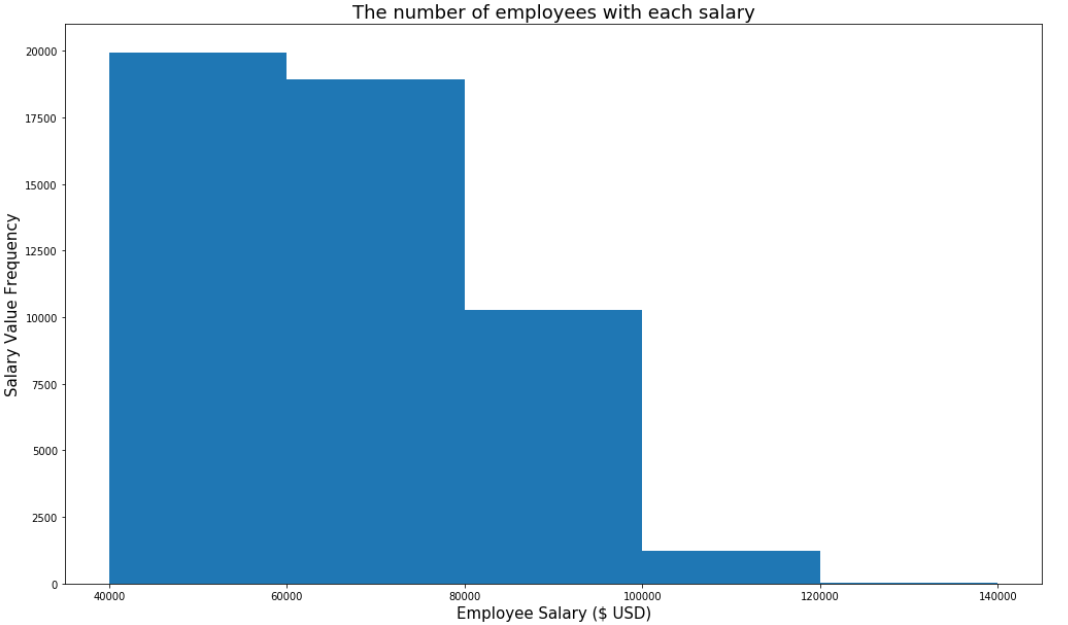 The number of employees with each salary
20000
17500
15000
12500
10000
7500
5000
2500
0
Salary Value Frequency
40000 60000 80000 100000 120000 140000
Employee Salary ($ USD)